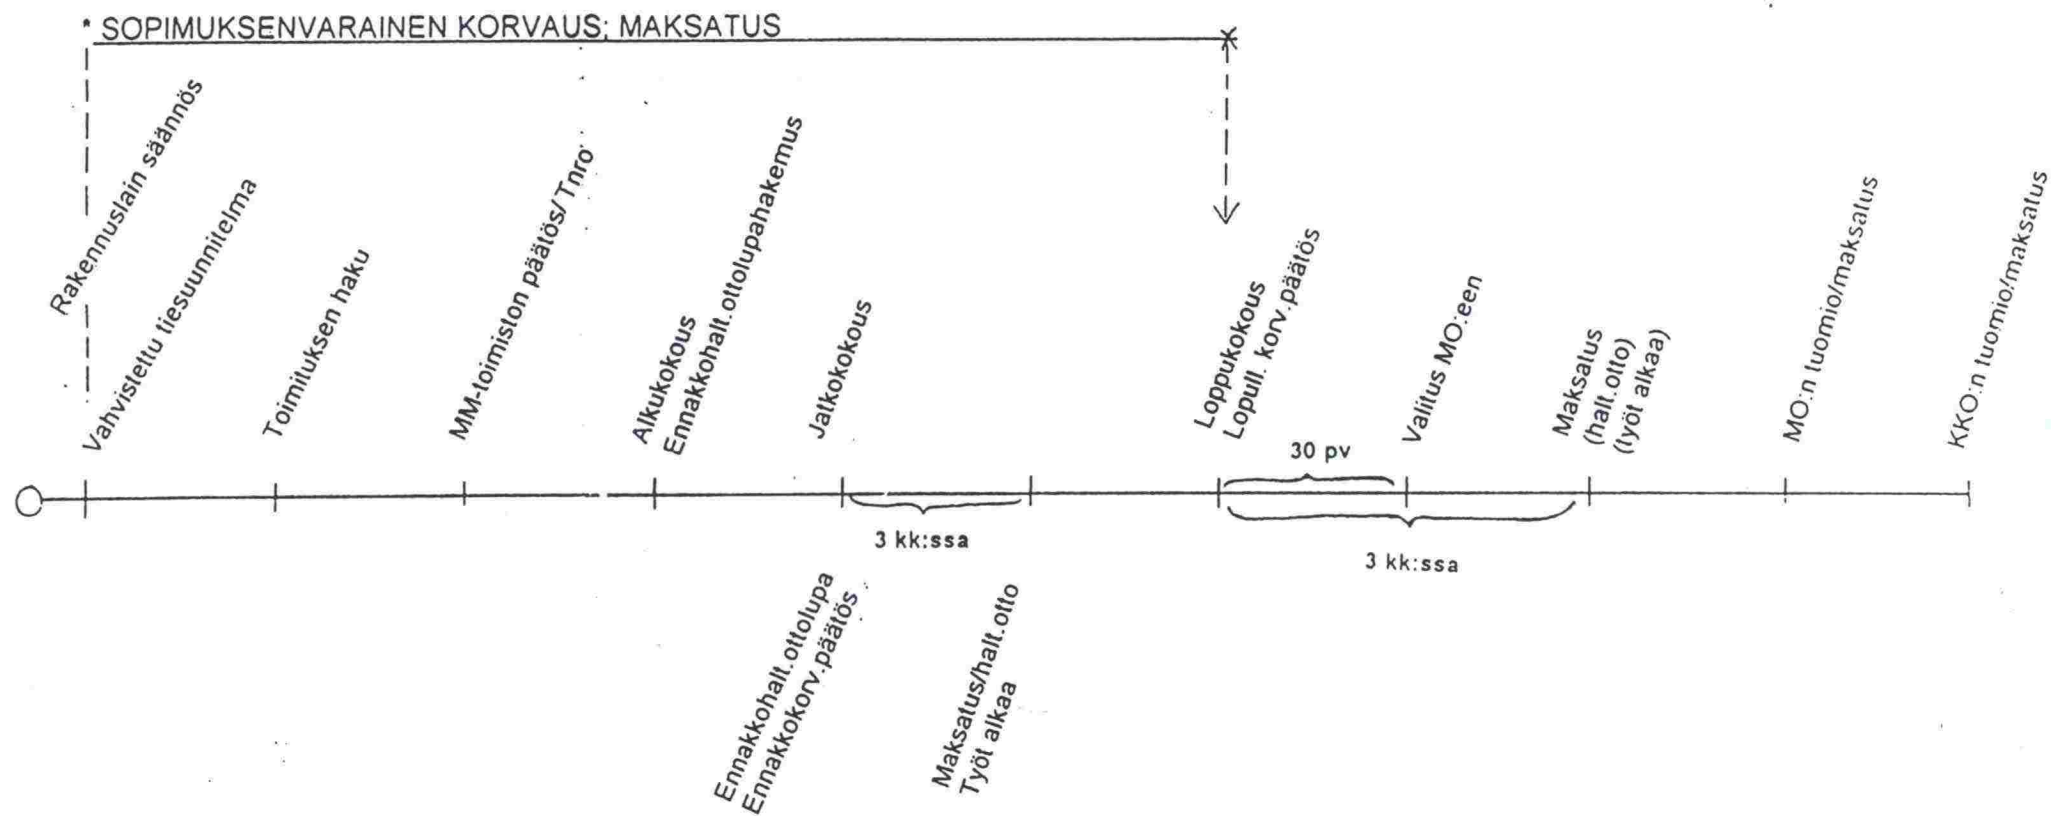 * SOPIMUKSENVARAINEN KORVAUS; MAKSATUS
Rakennuslain säännös
Vahvistettu tiesuunnitelma
Toimituksen haku
MM-toimiston päätös/Tnro
Alkukokous
Ennakkohalt.ottolupahakemus
Jatkokokous
Loppukokous
Lopull. korv.päätös
Valitus MO:een
Maksatus
(halt.otto)
(työt alkaa)
MO:n tuomio/maksatus
KKO:n tuomio/maksatus
30 pv
3 kk:ssa
3 kk:ssa
Ennakkohalt.ottolupa
Ennakkokorv.päätös
Maksatus/halt.otto
Työt alkaa